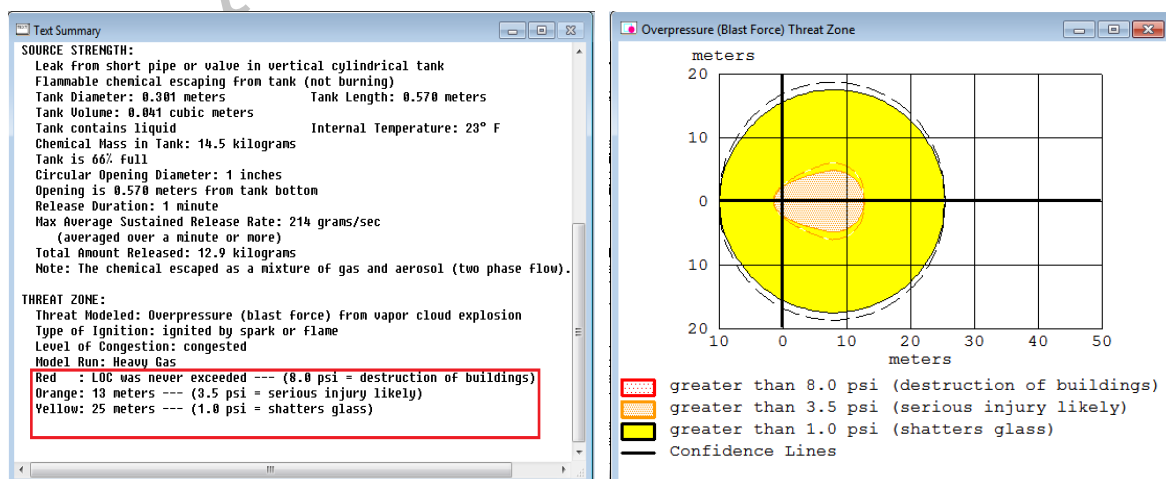 Text Summary
SOURCE STRENGTH:
Leak from short pipe or valve in vertical cylindrical tank
Flammable chemical escaping from tank (not burning)
Tank Diameter: 0.301 meters Tank Length: 0.570 meters
Tank Volume: 0.041 cubic meters
Tank contains liquid Internal Temperature: 23° F
Chemical Mass in Tank: 14.5 kilograms
Tank is 66% full
Circular Opening Diameter: 1 inches
Opening is 0.570 meters from tank bottom
Release Duration: 1 minute
Max Average Sustained Release Rate: 214 grams/sec
(averaged over a minute or more)
Total Amount Released: 12.9 kilograms
Note: The chemical escaped as a mixture of gas and aerosol (two phase flow).
THREAT ZONE:
Threat Modeled: Overpressure (blast force) from vapor cloud explosion
Type of Ignition: ignited by spark or flame
Level of Congestion: congested
Model Run: Heavy Gas
Red : LOC was never exceeded --- (8.0 psi = destruction of buildings)
Orange: 13 meters --- (3.5 psi = serious injury likely)
Yellow: 25 meters --- (1.0 psi = shatters glass)
Overpressure (Blast Force) Threat Zone
meters
20
10
0
10
20
10 0 10 20 30 40 50
meters
greater than 8.0 psi (destruction of buildings)
greater than 3.5 psi (serious injury likely)
greater than 1.0 psi (shatters glass)
Confidence Lines